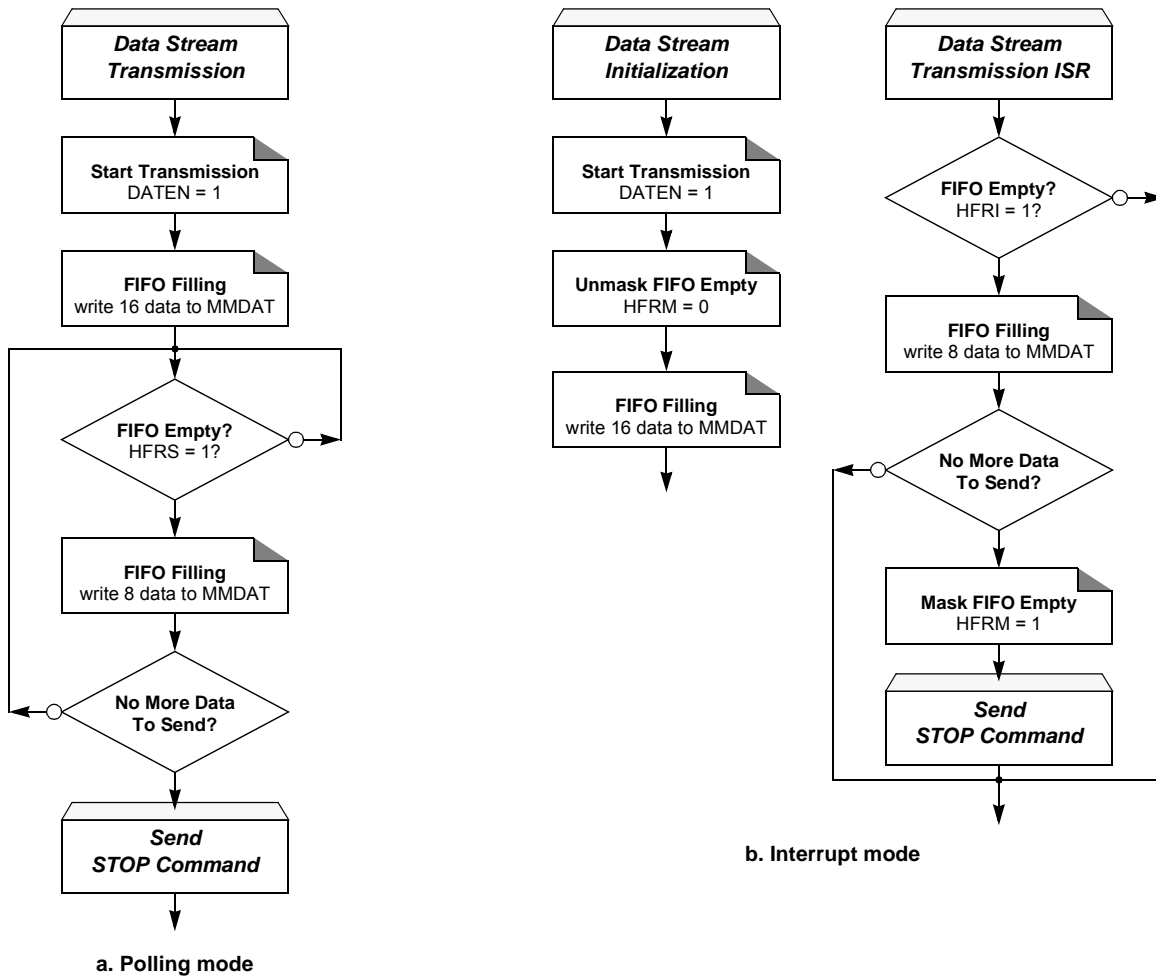 Data Stream
Transmission
Start Transmission
DATEN = 1
FIFO Filling
write 16 data to MMDAT
FIFO Empty?
HFRS = 1?
FIFO Filling
write 8 data to MMDAT
No More Data
To Send?
Send
STOP Command
a. Polling mode
Data Stream
Initialization
Start Transmission
DATEN = 1
Unmask FIFO Empty
HFRM = 0
FIFO Filling
write 16 data to MMDAT
Data Stream
Transmission ISR
FIFO Empty?
HFRI = 1?
FIFO Filling
write 8 data to MMDAT
No More Data
To Send?
Mask FIFO Empty
HFRM = 1
Send
STOP Command
b. Interrupt mode